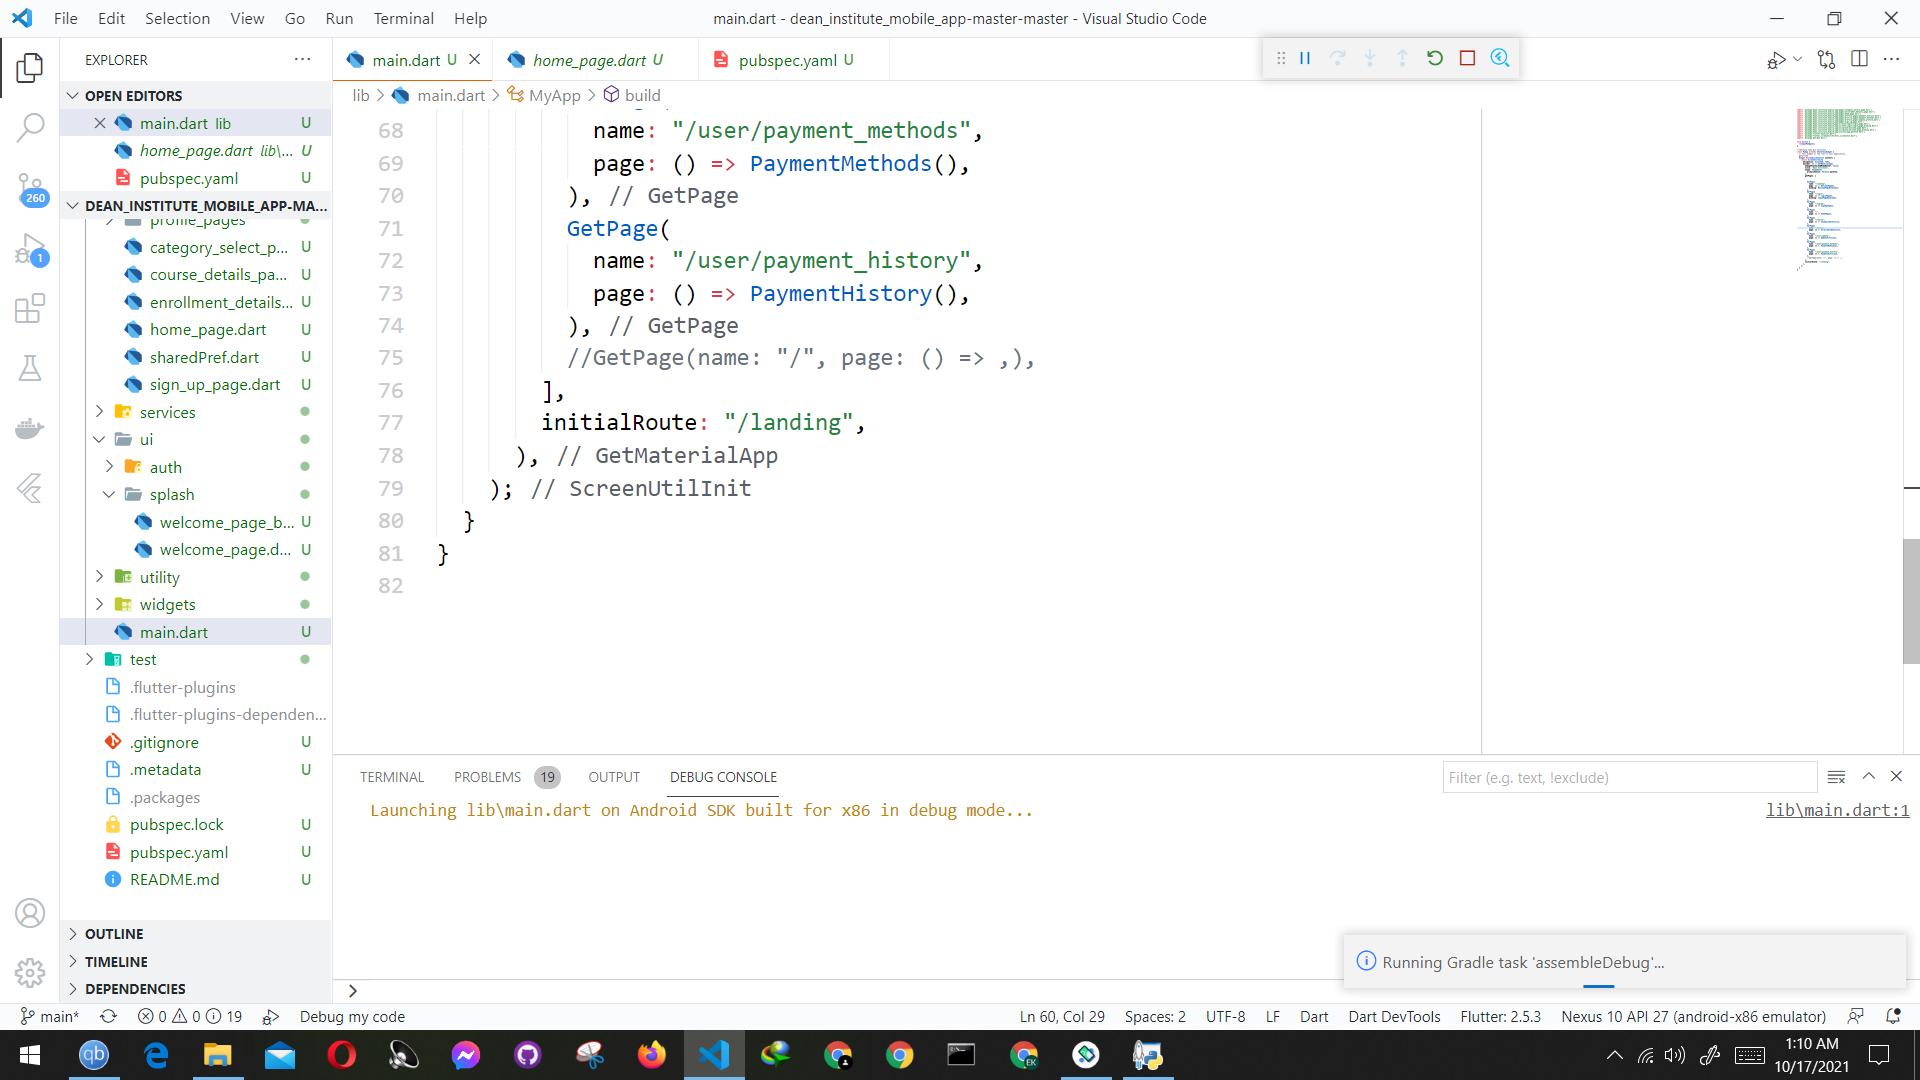 File Edit Selection View Go Run Terminal Help
main.dart - dean_institute_mobile_app-master-master - Visual Studio Code
EXPLORER
main.dart U
home_page.dart U
pubspec.yaml U
OPEN EDITORS
main.dart lib U
home_page.dart lib\... U
pubspec.yaml U
DEAN_INSTITUTE_MOBILE_APP-MA...
profile_pages
category_select_p... U
course_details_pa... U
enrollment_details... U
home_page.dart U
sharedPref.dart U
sign_up_page.dart U
services
ui
auth
splash
welcome_page_b... U
welcome_page.d... U
utility
widgets
main.dart U
test
.flutter-plugins
.flutter-plugins-dependen...
.gitignore U
.metadata U
.packages
pubspec.lock U
pubspec.yaml U
README.md U
OUTLINE
TIMELINE
DEPENDENCIES
260
1
lib > main.dart > MyApp > build
68 name: "/user/payment_methods",
69 page: () => PaymentMethods(),
70 ), // GetPage
71 GetPage(
72 name: "/user/payment_history",
73 page: () => PaymentHistory(),
74 ), // GetPage
75 //GetPage(name: "/", page: () => ,),
76 ],
77 initialRoute: "/landing",
78 ), // GetMaterialApp
79 ); // ScreenUtilInit
80 }
81 }
82
TERMINAL PROBLEMS 19 OUTPUT DEBUG CONSOLE
Filter (e.g. text, !exclude)
Launching lib\main.dart on Android SDK built for x86 in debug mode...
lib\main.dart:1
Running Gradle task 'assembleDebug'...
main* 0 0 19 Debug my code
Ln 60, Col 29 Spaces: 2 UTF-8 LF Dart Dart DevTools Flutter: 2.5.3 Nexus 10 API 27 (android-x86 emulator)
qb
EK
1:10 AM
10/17/2021